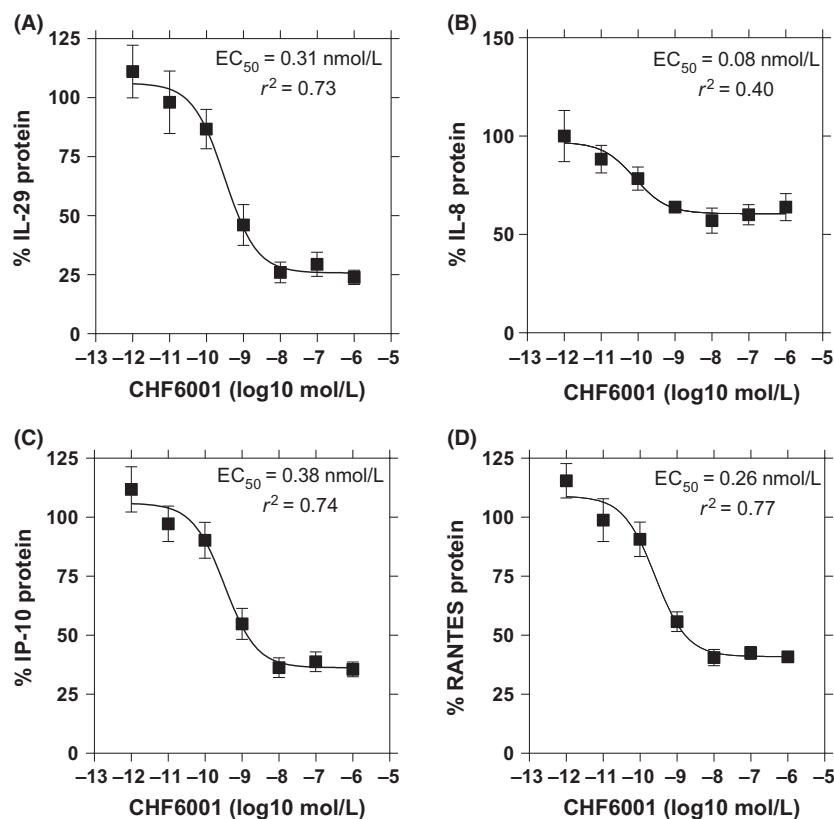 (A)
EC50 = 0.31 nmol/L
r² = 0.73
% IL-29 protein
125
100
75
50
25
0
–13 –12 –11 –10 –9 –8 –7 –6 –5
CHF6001 (log10 mol/L)
(B)
EC50 = 0.08 nmol/L
r² = 0.40
% IL-8 protein
150
100
50
0
–13 –12 –11 –10 –9 –8 –7 –6 –5
CHF6001 (log10 mol/L)
(C)
EC50 = 0.38 nmol/L
r² = 0.74
% IP-10 protein
125
100
75
50
25
0
–13 –12 –11 –10 –9 –8 –7 –6 –5
CHF6001 (log10 mol/L)
(D)
EC50 = 0.26 nmol/L
r² = 0.77
% RANTES protein
125
100
75
50
25
0
–13 –12 –11 –10 –9 –8 –7 –6 –5
CHF6001 (log10 mol/L)